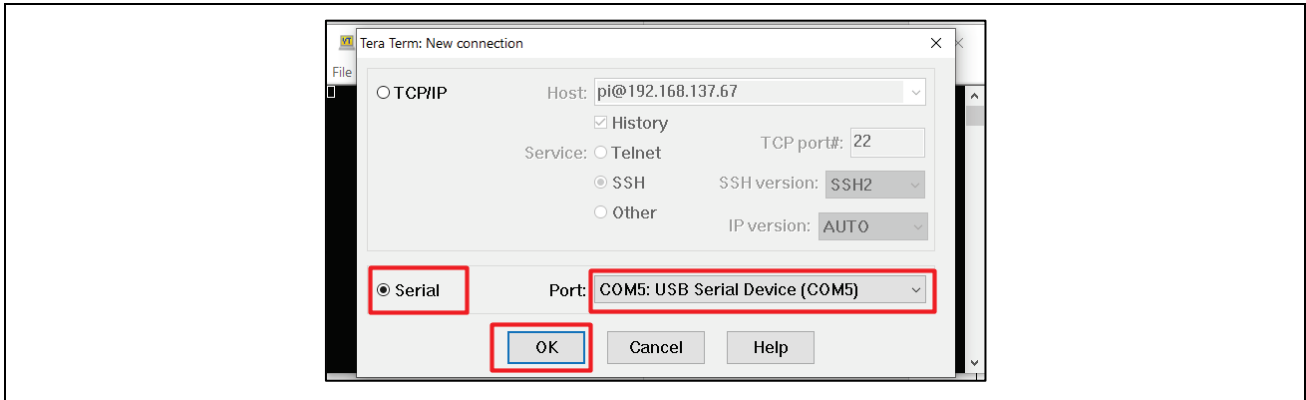 VT Tera Term: New connection
File
TCP/IP
Host: pi@192.168.137.67
History
Service: Telnet
TCP port#: 22
SSH
SSH version: SSH2
Other
IP version: AUTO
Serial
Port: COM5: USB Serial Device (COM5)
OK Cancel Help